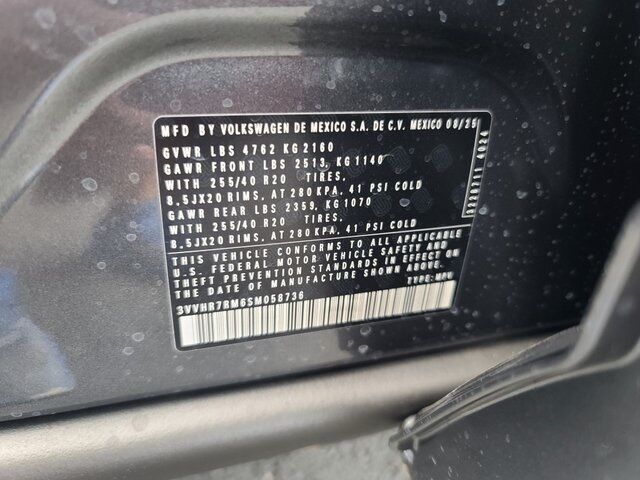 MFD BY VOLKSWAGEN DE MEXICO S.A. DE C.V. MEXICO 08/25
GVWR LBS 4762 KG 2160
GAWR FRONT LBS 2513, KG 1140
WITH 255/40 R20 TIRES,
8.5JX20 RIMS, AT 280 KPA, 41 PSI COLD
GAWR REAR LBS 2359, KG 1070
WITH 255/40 R20 TIRES,
8.5JX20 RIMS, AT 280 KPA, 41 PSI COLD
THIS VEHICLE CONFORMS TO ALL APPLICABLE
U.S. FEDERAL MOTOR VEHICLE SAFETY AND
THEFT PREVENTION STANDARDS IN EFFECT ON
THE DATE OF MANUFACTURE SHOWN ABOVE.
TYPE: MPV
3VVHR7RM6SM058736
3228711 4024